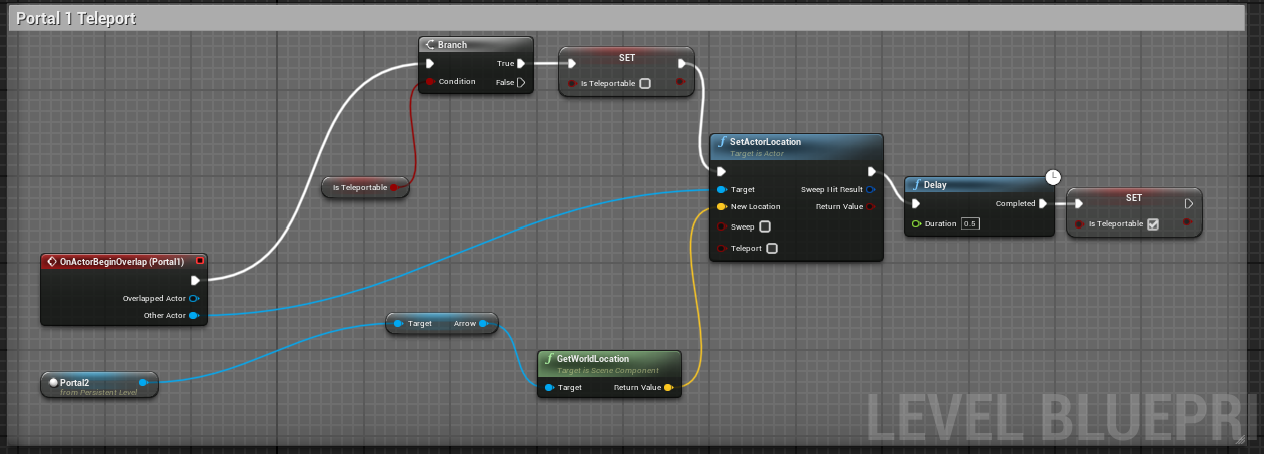 Portal 1 Teleport
Branch
True
Condition
False
SET
Is Teleportable
Is Teleportable
SetActorLocation
Target is Actor
Target
Sweep Hit Result
New Location
Return Value
Sweep
Teleport
Delay
Completed
Duration 0.5
SET
Is Teleportable
OnActorBeginOverlap (Portal1)
Overlapped Actor
Other Actor
Target
Arrow
GetWorldLocation
Target is Scene Component
Target
Return Value
Portal2
from Persistent Level
LEVEL BLUEPRI